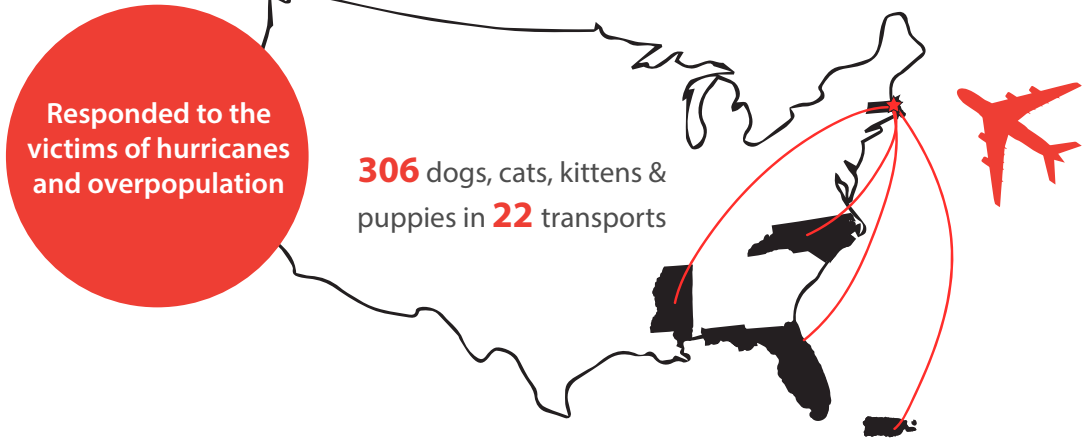 Responded to the
victims of hurricanes
and overpopulation
306 dogs, cats, kittens &
puppies in 22 transports